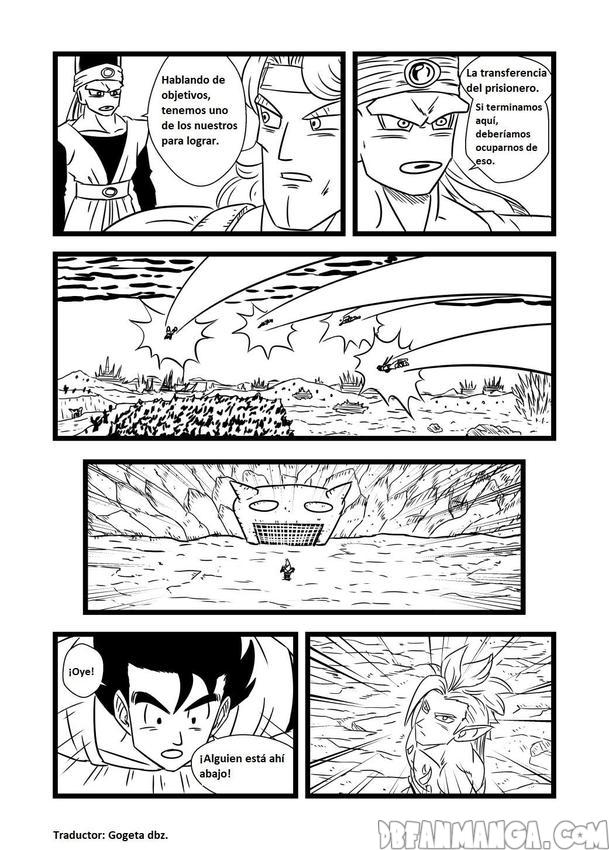 Hablando de
objetivos,
tenemos uno
de los nuestros
para lograr.
La transferencia
del prisionero.
Si terminamos
aquí,
deberíamos
ocuparnos de
eso.
¡Oye!
¡Alguien está ahí
abajo!
Traductor: Gogeta dbz.
DBFANMANGA.COM